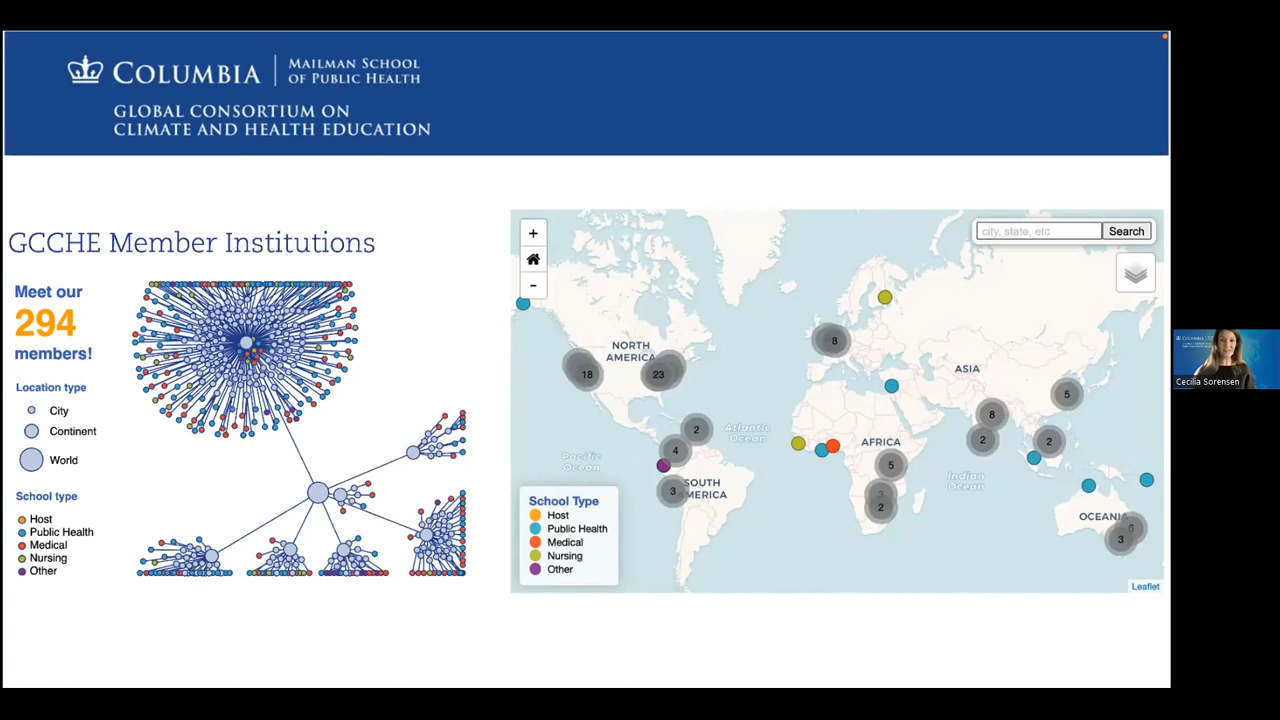 COLUMBIA
MAILMAN SCHOOL
OF PUBLIC HEALTH
GLOBAL CONSORTIUM ON
CLIMATE AND HEALTH EDUCATION
GCCHE Member Institutions
Meet our
294
members!
Location type
City
Continent
World
School type
Host
Public Health
Medical
Nursing
Other
+
-
city, state, etc
Search
NORTH
AMERICA
ASIA
AFRICA
SOUTH
AMERICA
OCEANIA
Atlantic
Ocean
Pacific
Ocean
Indian
Ocean
18
23
8
2
4
3
5
2
8
2
5
2
6
3
School Type
Host
Public Health
Medical
Nursing
Other
Leaflet
Cecilia Sorensen